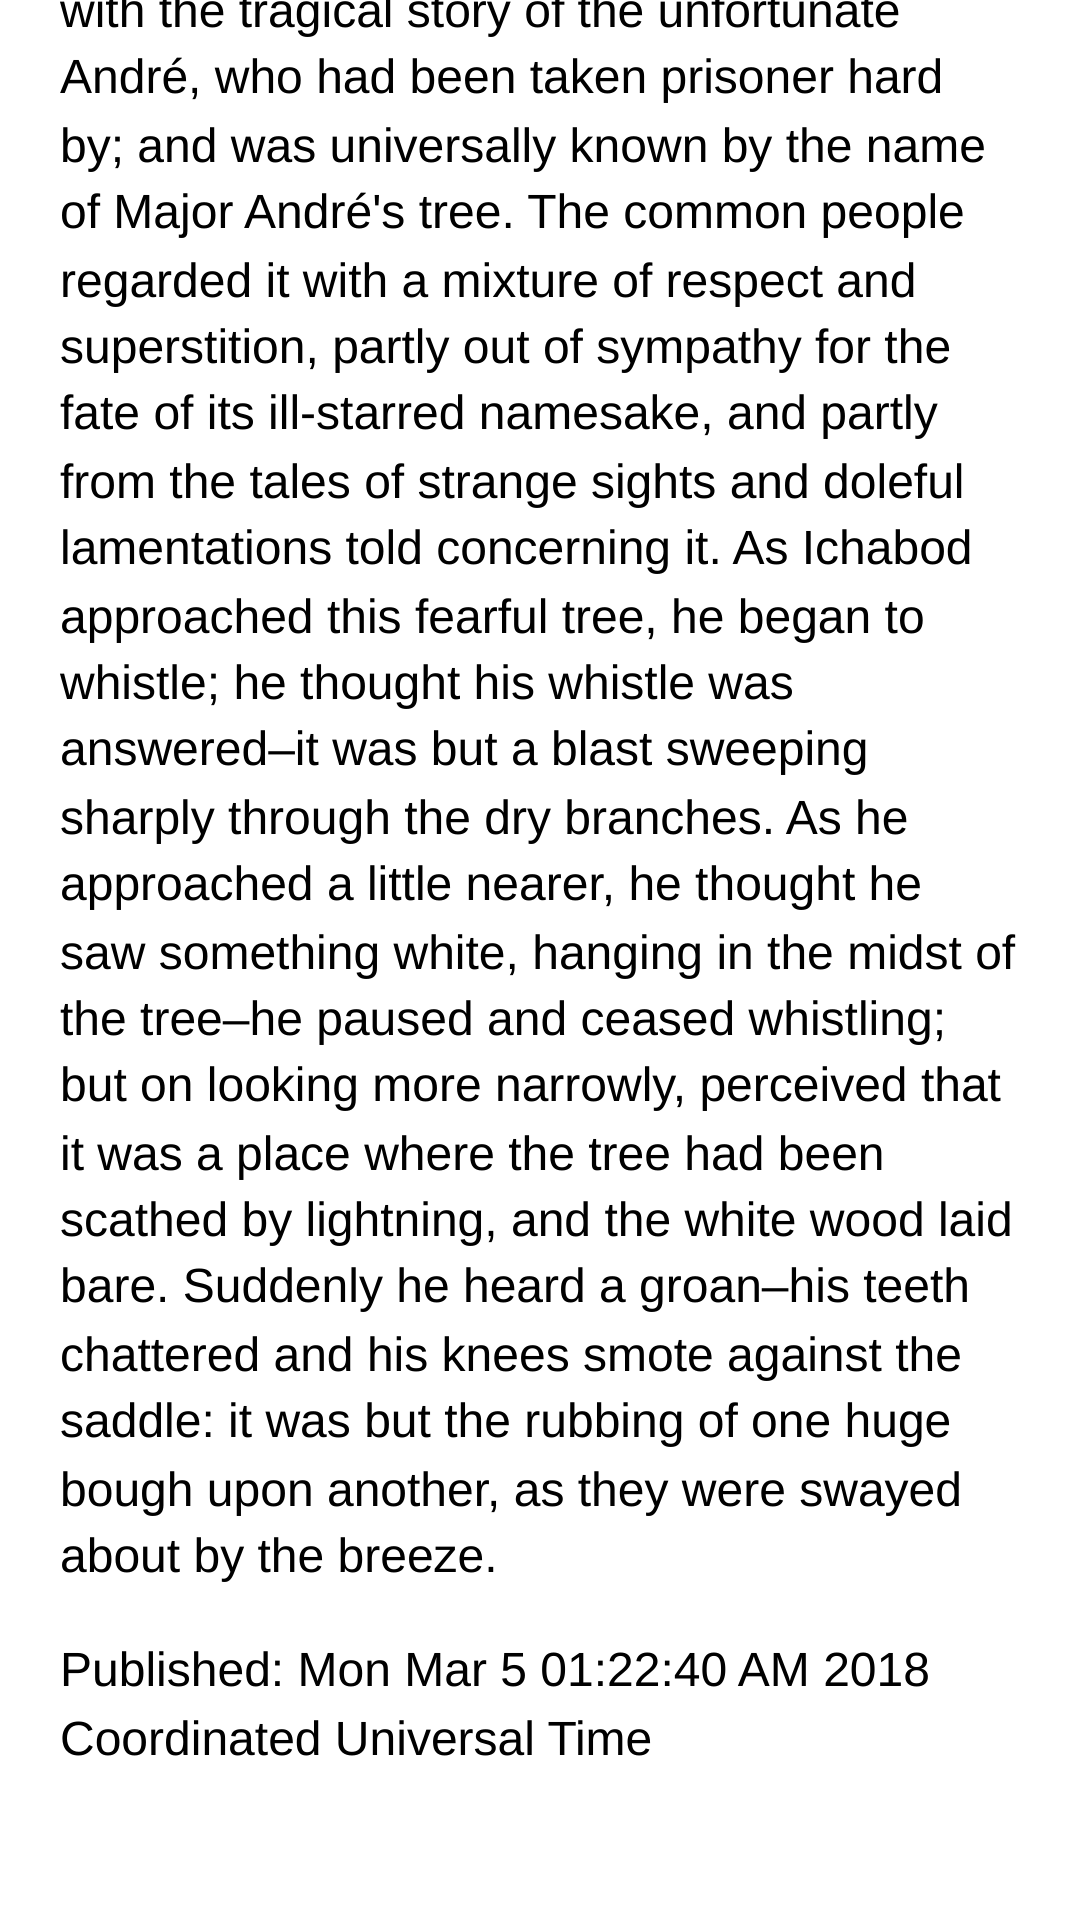 with the tragical story of the unfortunate
André, who had been taken prisoner hard
by; and was universally known by the name
of Major André's tree. The common people
regarded it with a mixture of respect and
superstition, partly out of sympathy for the
fate of its ill-starred namesake, and partly
from the tales of strange sights and doleful
lamentations told concerning it. As Ichabod
approached this fearful tree, he began to
whistle; he thought his whistle was
answered–it was but a blast sweeping
sharply through the dry branches. As he
approached a little nearer, he thought he
saw something white, hanging in the midst of
the tree–he paused and ceased whistling;
but on looking more narrowly, perceived that
it was a place where the tree had been
scathed by lightning, and the white wood laid
bare. Suddenly he heard a groan–his teeth
chattered and his knees smote against the
saddle: it was but the rubbing of one huge
bough upon another, as they were swayed
about by the breeze.
Published: Mon Mar 5 01:22:40 AM 2018
Coordinated Universal Time